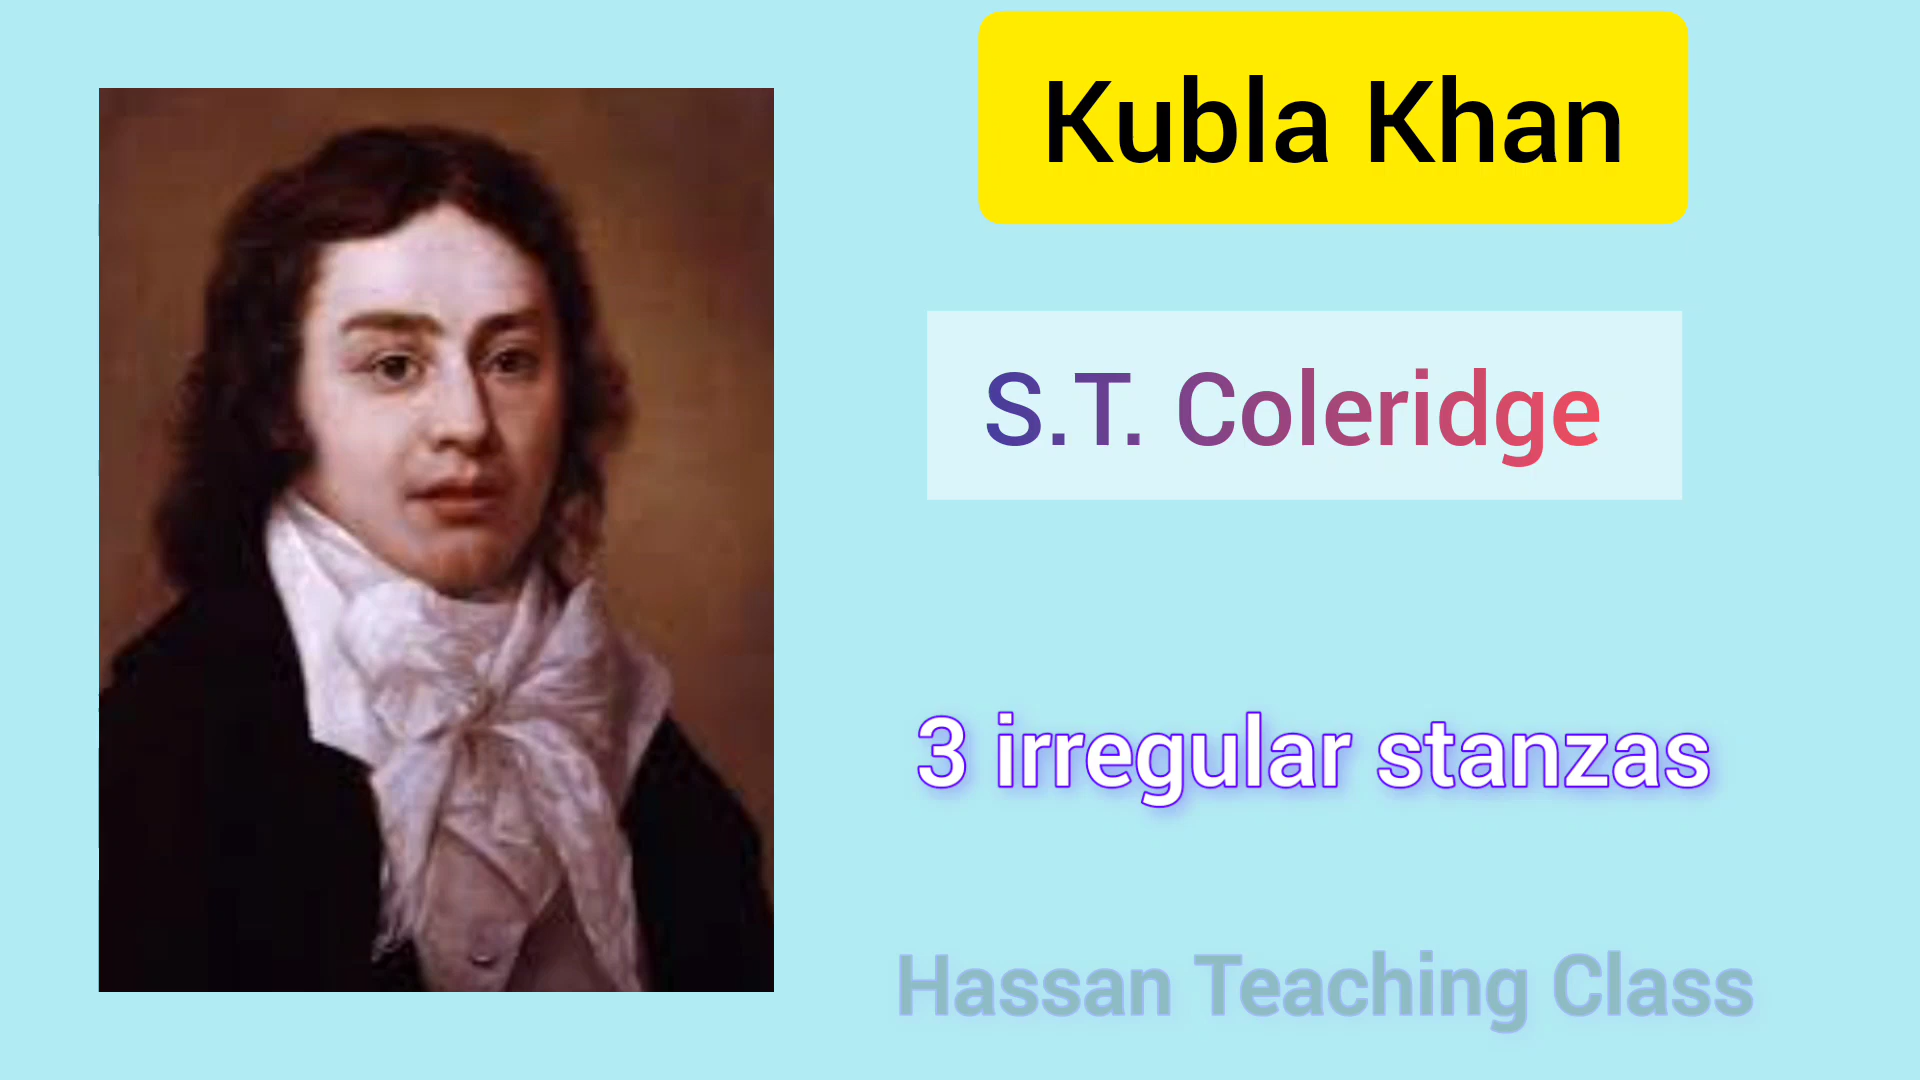 Kubla Khan
S.T. Coleridge
3 irregular stanzas
Hassan Teaching Class